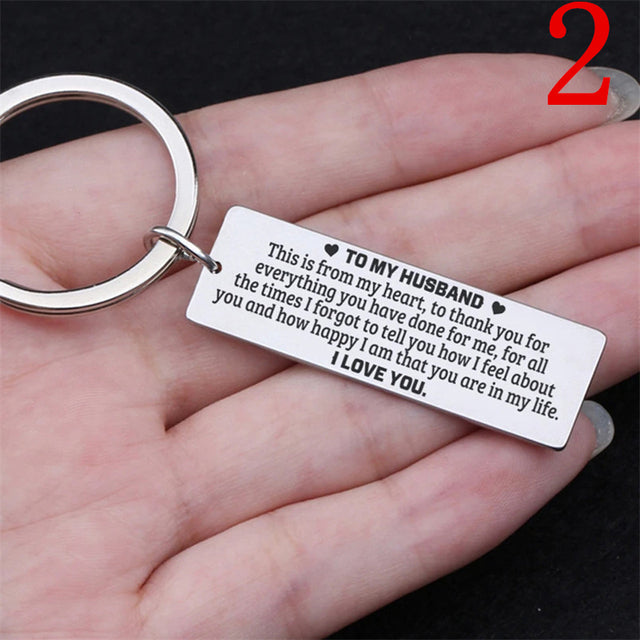 2
♥ TO MY HUSBAND ♥
This is from my heart, to thank you for
everything you have done for me, for all
the times I forgot to tell you how I feel about
you and how happy I am that you are in my life.
I LOVE YOU.